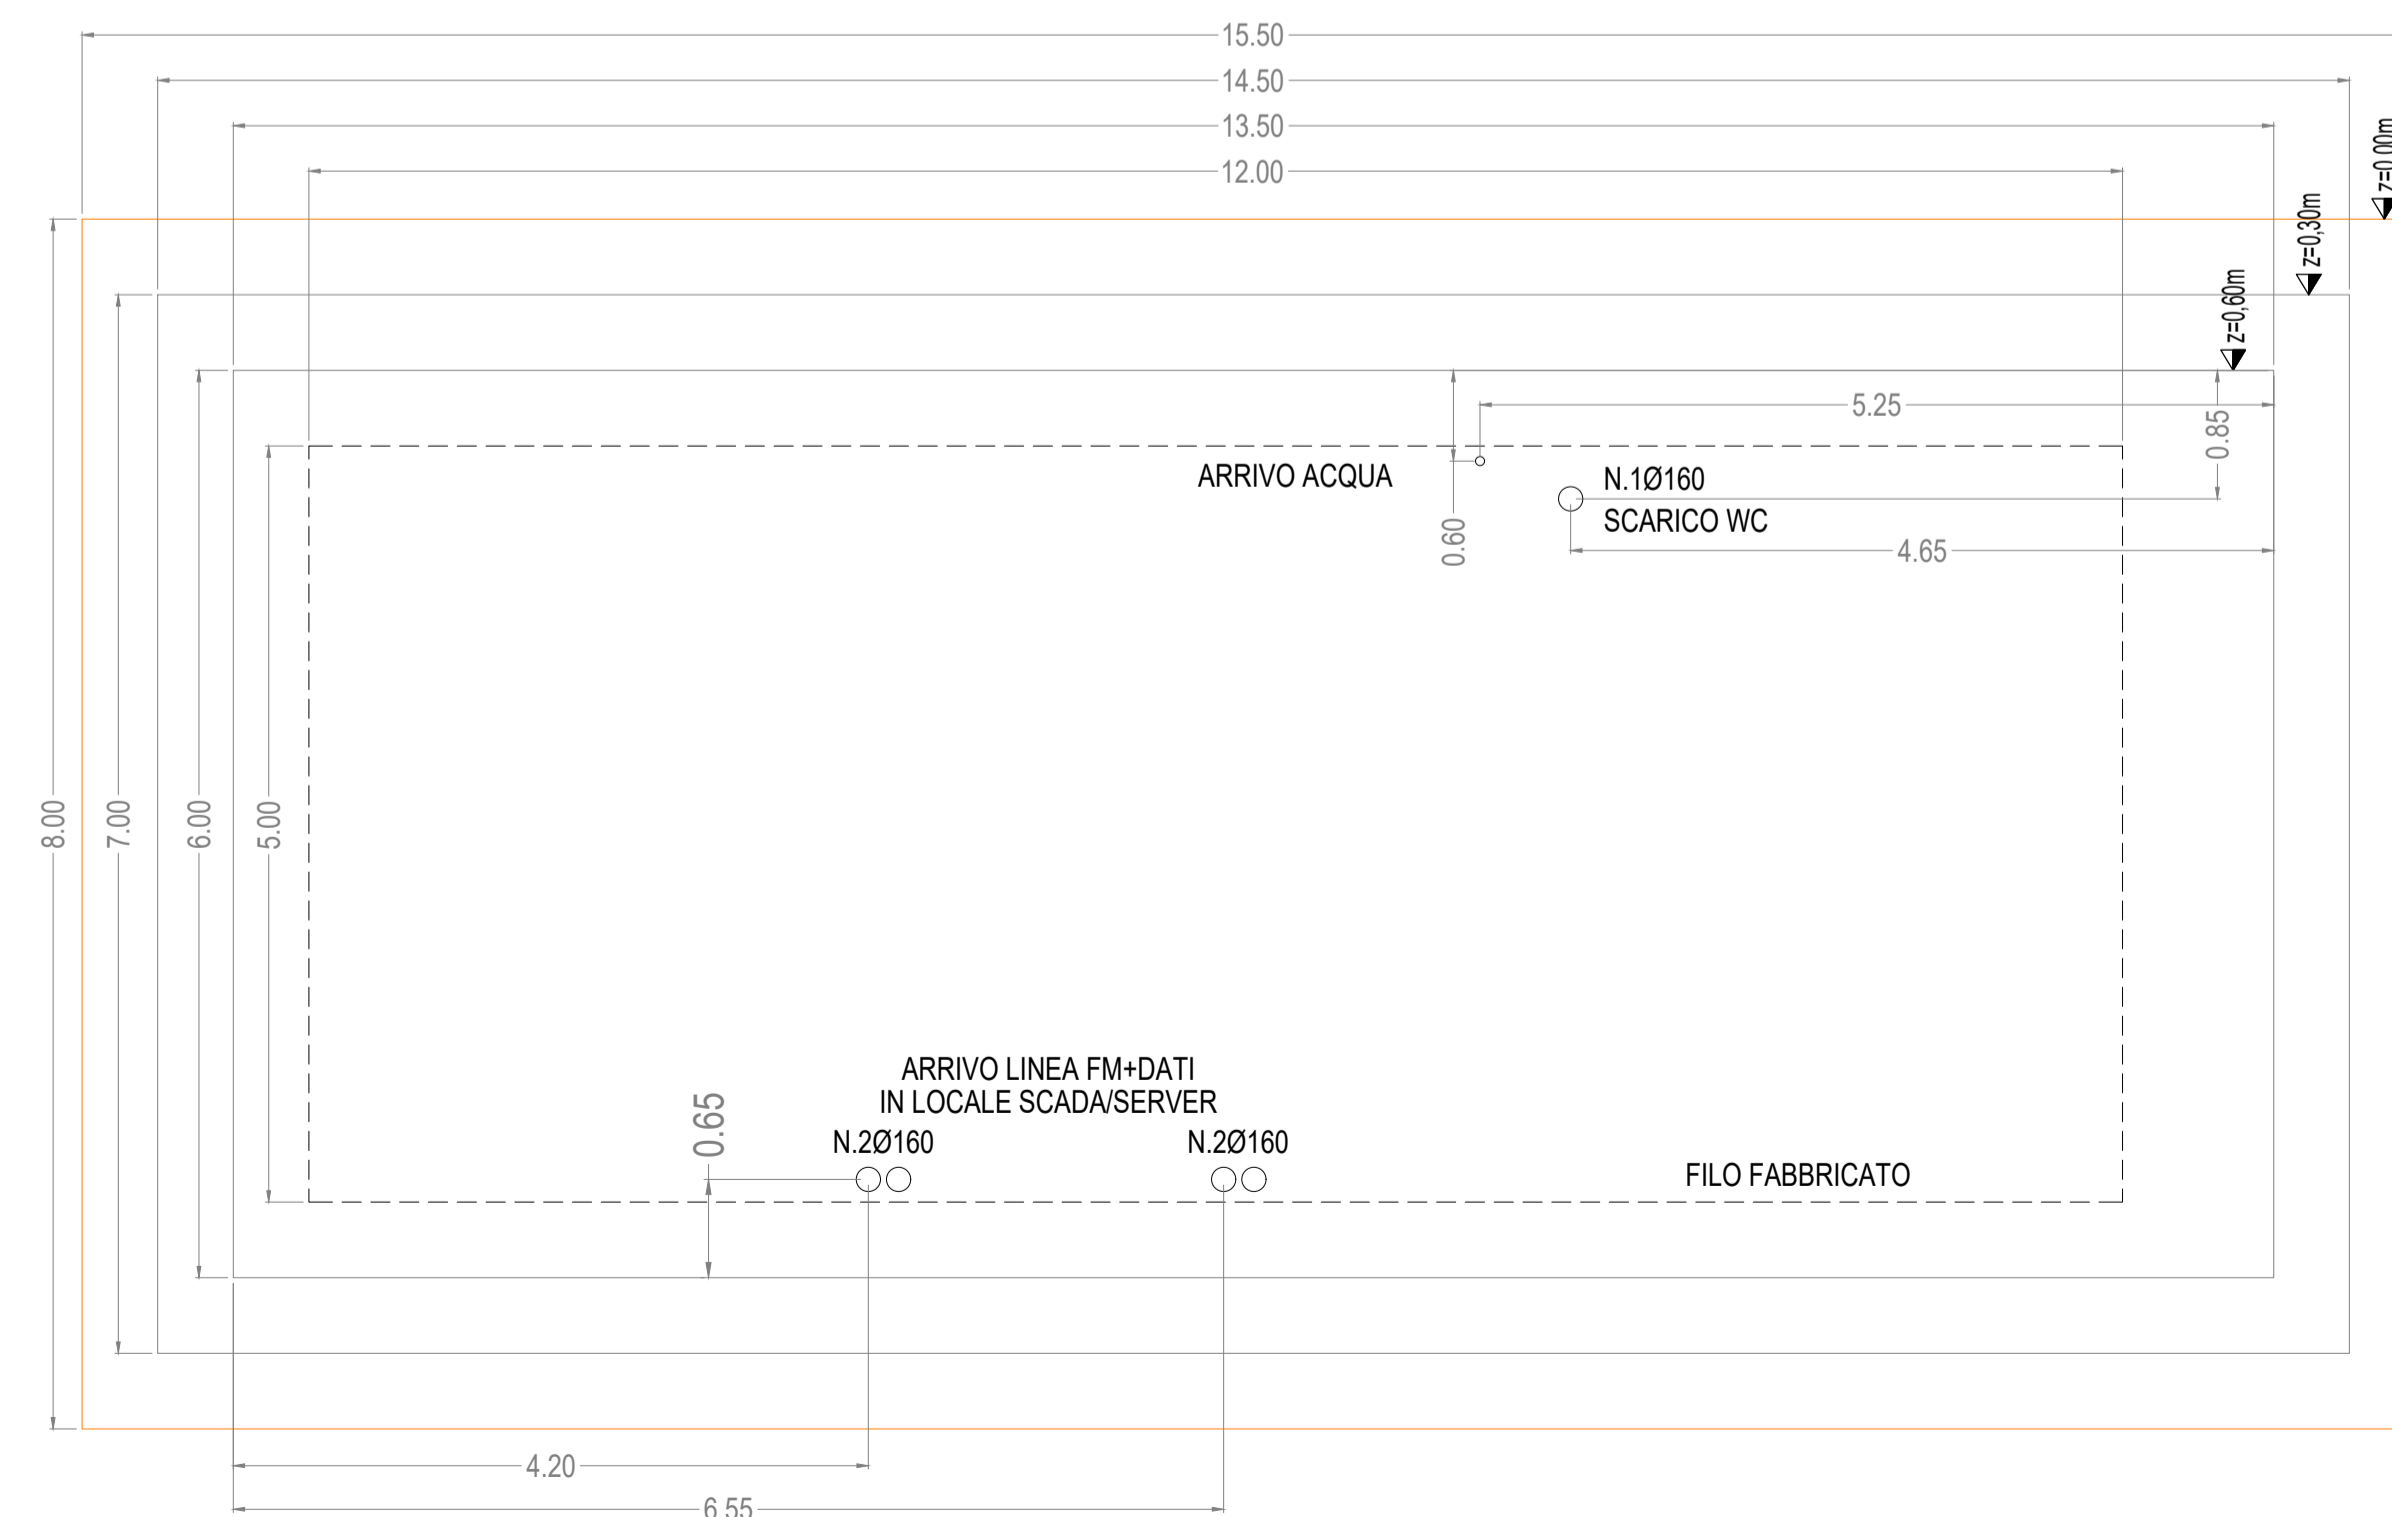 15.50
14.50
13.50
12.00
z=0,00m
z=0,30m
z=0,60m
5.25
0.85
ARRIVO ACQUA
N.1Ø160
SCARICO WC
0.60
4.65
8.00
7.00
6.00
5.00
ARRIVO LINEA FM+DATI
IN LOCALE SCADA/SERVER
0.65
N.2Ø160
N.2Ø160
FILO FABBRICATO
4.20
6.55